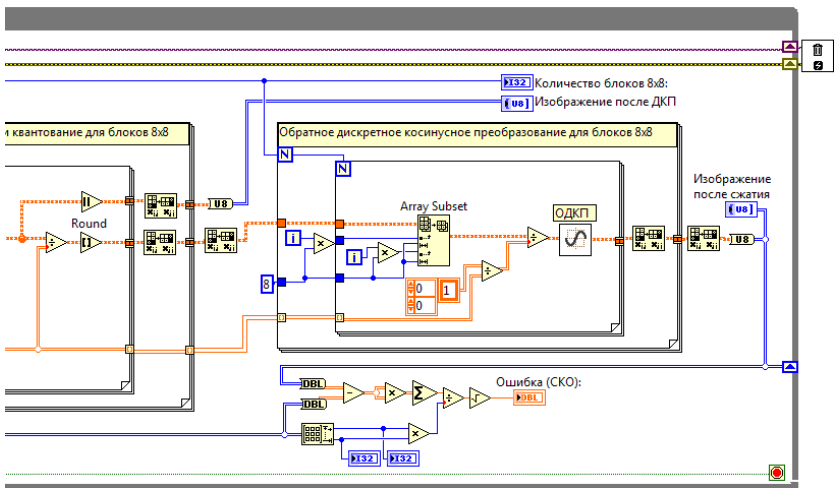 I32
Количество блоков 8x8:
[U8]
Изображение после ДКП
и квантование для блоков 8x8
Обратное дискретное косинусное преобразование для блоков 8x8
N
N
Изображение
после сжатия
[U8]
U8
Round
Array Subset
ОДКП
i
i
8
0
0
1
U8
DBL
DBL
Ошибка (СКО):
DBL
I32
I32